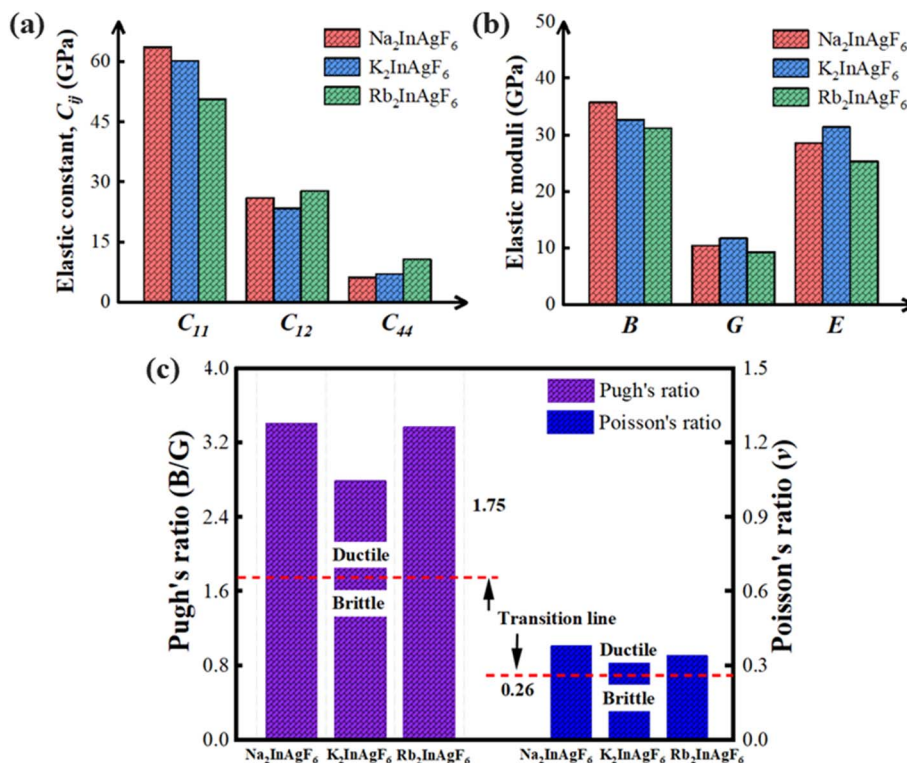 (a)
Elastic constant, C_ij (GPa)
60
45
30
15
0
Na₂InAgF₆
K₂InAgF₆
Rb₂InAgF₆
C₁₁
C₁₂
C₄₄
(b)
Elastic moduli (GPa)
50
40
30
20
10
0
Na₂InAgF₆
K₂InAgF₆
Rb₂InAgF₆
B
G
E
(c)
Pugh's ratio (B/G)
4.0
3.2
2.4
1.6
0.8
0.0
Pugh's ratio
Poisson's ratio
1.75
Ductile
Brittle
Transition line
0.26
Ductile
Brittle
Na₂InAgF₆
K₂InAgF₆
Rb₂InAgF₆
Na₂InAgF₆
K₂InAgF₆
Rb₂InAgF₆
1.5
1.2
0.9
0.6
0.3
0.0
Poisson's ratio (v)